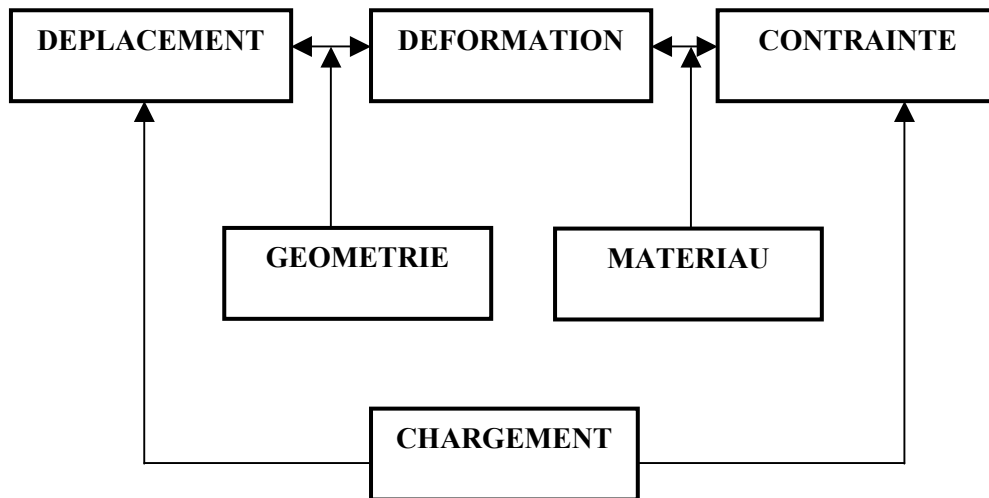 DEPLACEMENT
DEFORMATION
CONTRAINTE
GEOMETRIE
MATERIAU
CHARGEMENT